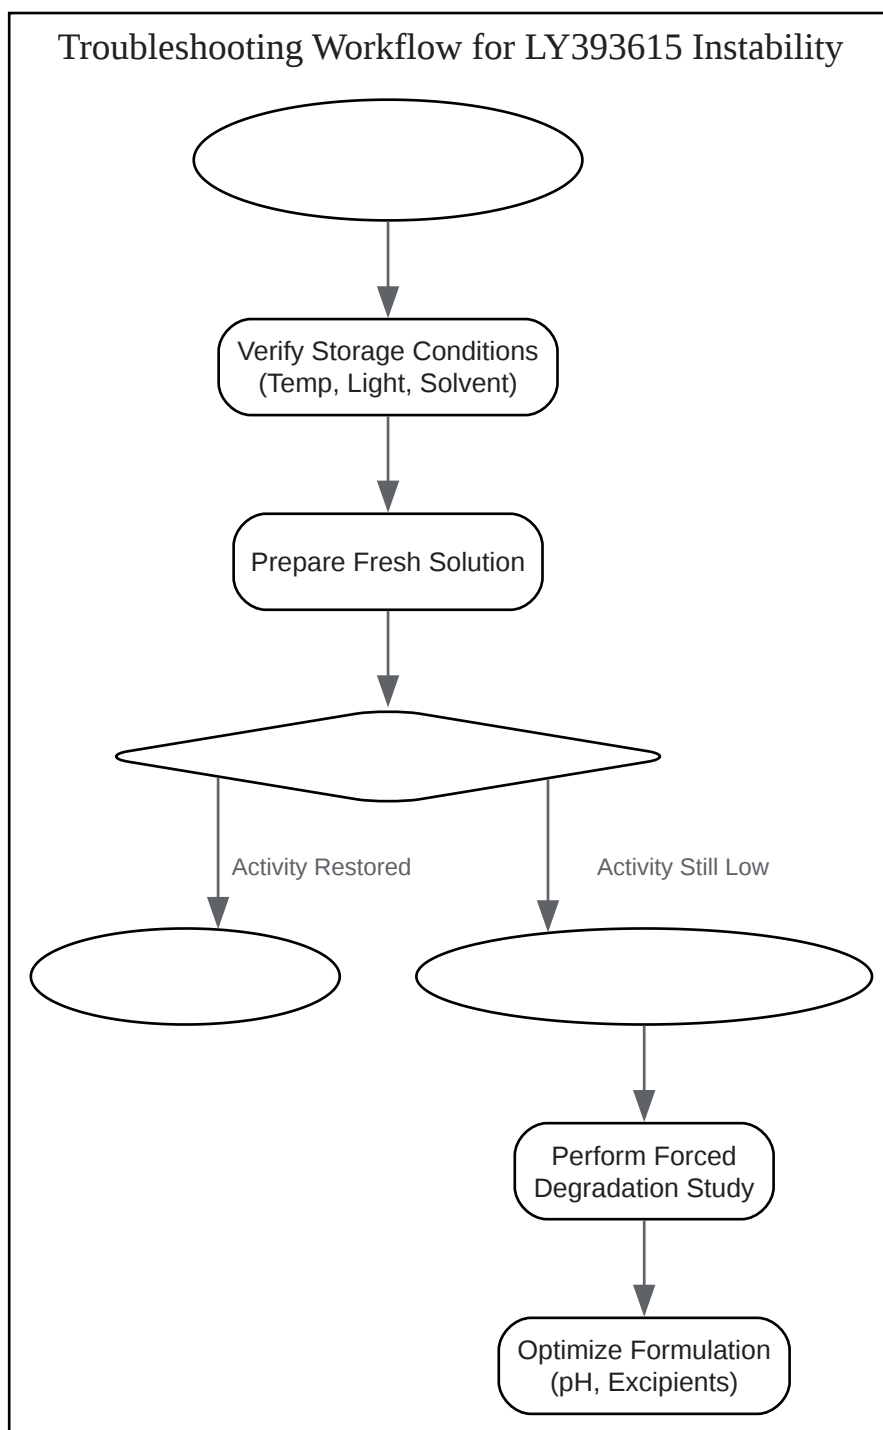 Troubleshooting Workflow for LY393615 Instability
Verify Storage Conditions
(Temp, Light, Solvent)
Prepare Fresh Solution
Activity Restored
Activity Still Low
Perform Forced
Degradation Study
Optimize Formulation
(pH, Excipients)